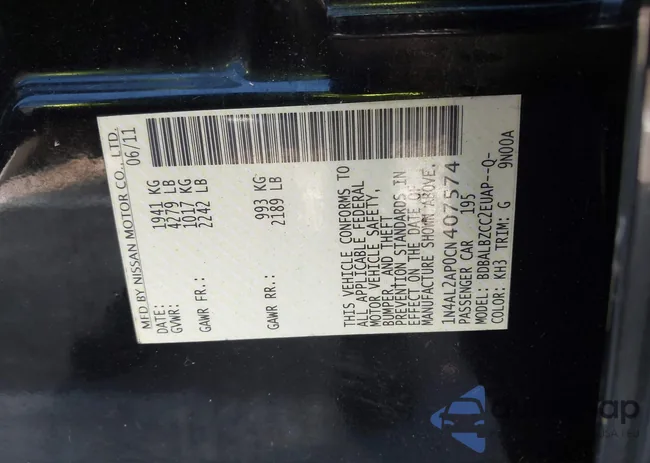 MFD BY NISSAN MOTOR CO., LTD.
DATE: 06/11
GVWR: 1941 KG
4279 LB
GAWR FR: 1017 KG
2242 LB
GAWR RR: 993 KG
2189 LB
THIS VEHICLE CONFORMS TO
ALL APPLICABLE FEDERAL
MOTOR VEHICLE SAFETY,
BUMPER, AND THEFT
PREVENTION STANDARDS IN
EFFECT ON THE DATE OF
MANUFACTURE SHOWN ABOVE.
1N4AL2AP0CN407574
PASSENGER CAR 195
MODEL: BDBALBZCC2EUAP--Q-
COLOR: KH3 TRIM: G 9N00A